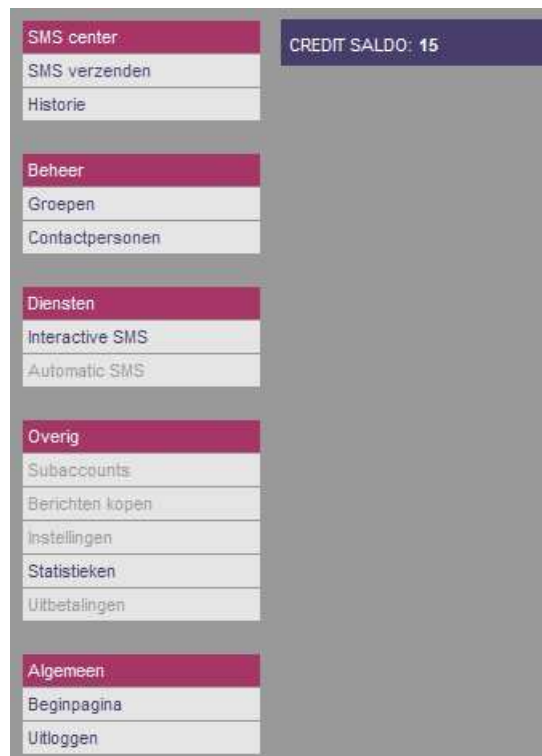 SMS center
SMS verzenden
Historie
Beheer
Groepen
Contactpersonen
Diensten
Interactive SMS
Automatic SMS
Overig
Subaccounts
Berichten kopen
Instellingen
Statistieken
Uitbetalingen
Algemeen
Beginpagina
Uitloggen
CREDIT SALDO: 15